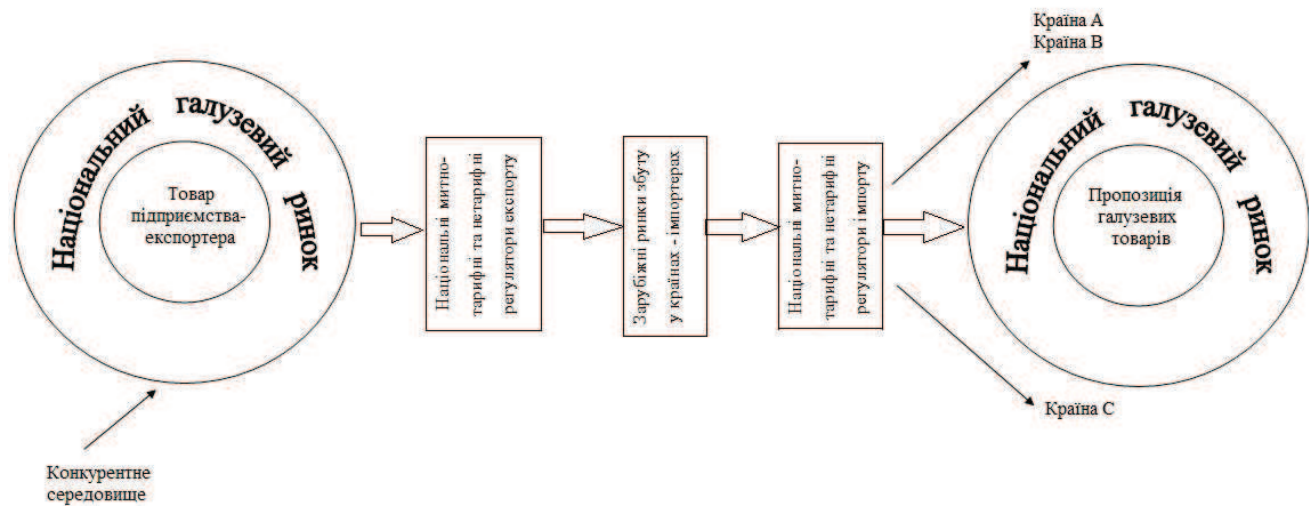 Національний галузевий ринок
Товар
підприємства-
експортера
Конкурентне
середовище
Національні митно-
тарифні та нетарифні
регулятори експорту
Зарубіжні ринки збуту
у країнах - імпортерах
Національні митно-
тарифні та нетарифні
регулятори імпорту
Країна А
Країна В
Національний галузевий ринок
Пропозиція
галузевих
товарів
Країна С